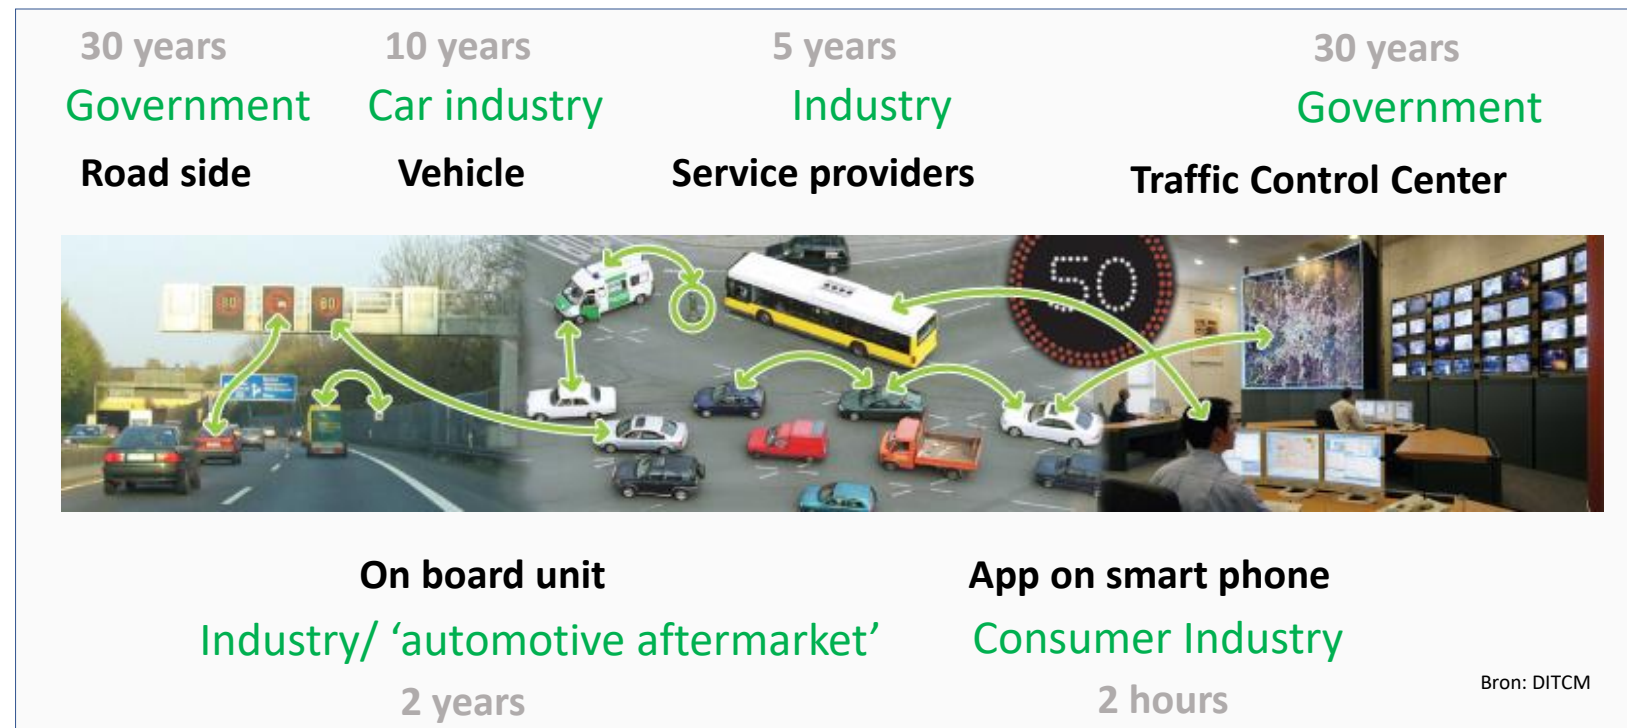 30 years
10 years
5 years
30 years
Government
Car industry
Industry
Government
Road side
Vehicle
Service providers
Traffic Control Center
80
80
50
On board unit
App on smart phone
Industry/ ‘automotive aftermarket’
Consumer Industry
Bron: DITCM
2 years
2 hours